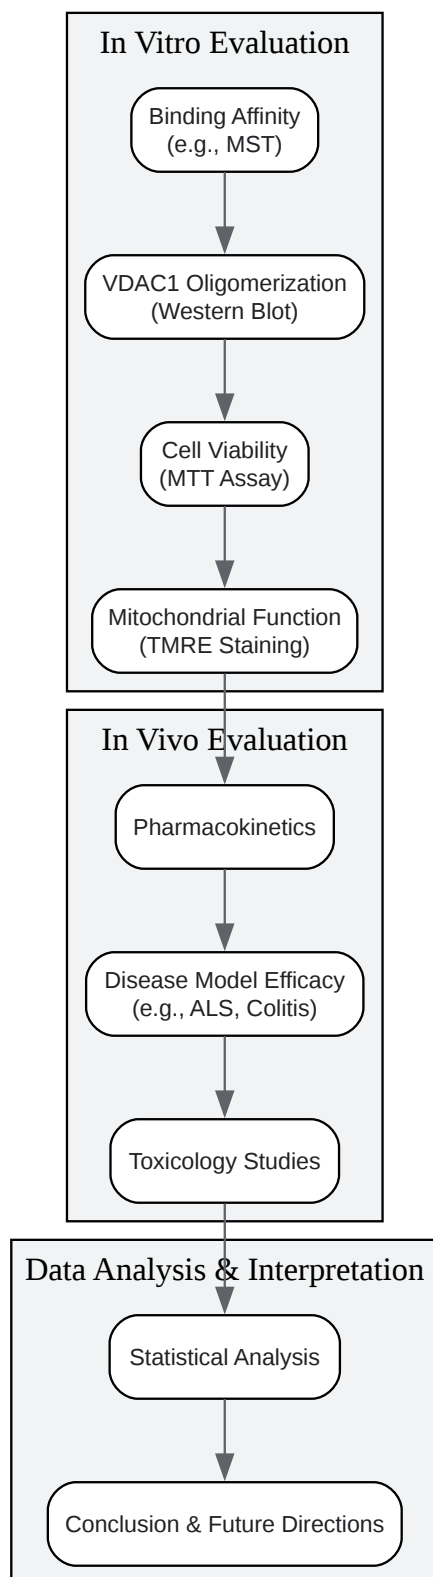 In Vitro Evaluation
Binding Affinity
(e.g., MST)
VDAC1 Oligomerization
(Western Blot)
Cell Viability
(MTT Assay)
Mitochondrial Function
(TMRE Staining)
In Vivo Evaluation
Pharmacokinetics
Disease Model Efficacy
(e.g., ALS, Colitis)
Toxicology Studies
Data Analysis & Interpretation
Statistical Analysis
Conclusion & Future Directions